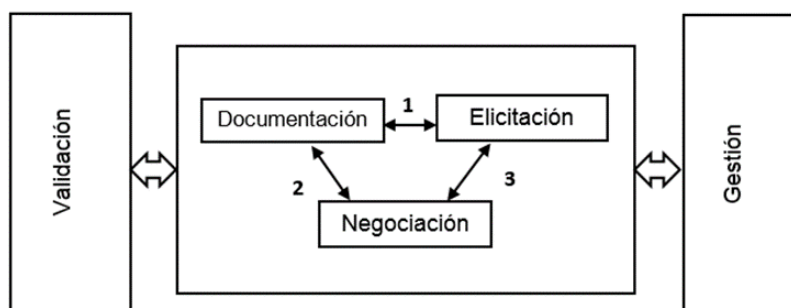 Validación
Documentación
1
Elicitación
2
3
Negociación
Gestión